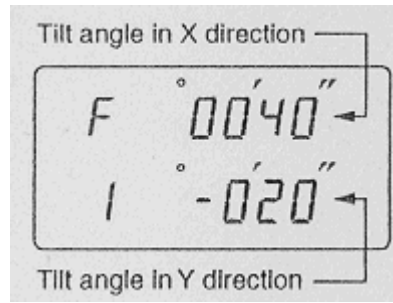 Tilt angle in X direction
F ° 00′40″
1 ° -0′20″
Tilt angle in Y direction